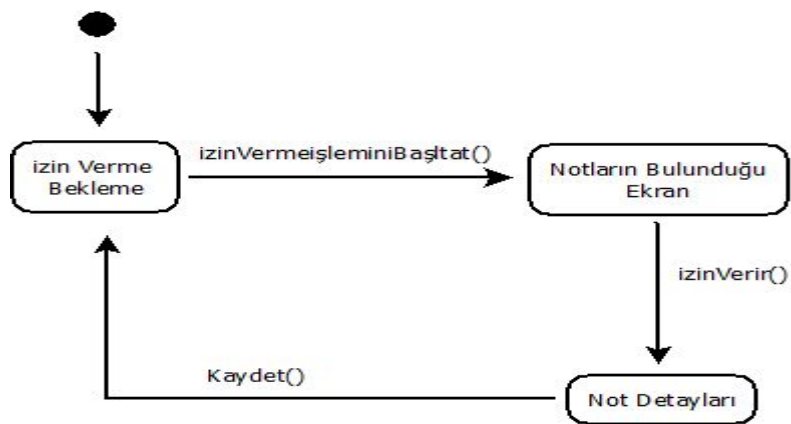 izinVermeişleminiBaşltat()
izin Verme
Bekleme
Notların Bulunduğu
Ekran
izinVerir()
Kaydet()
Not Detayları